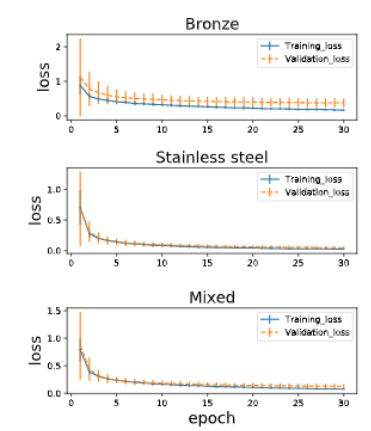 Bronze
Training_loss
Validation_loss
loss
2
1
0
0 5 10 15 20 25 30
Stainless steel
Training_loss
Validation_loss
loss
1.0
0.5
0.0
0 5 10 15 20 25 30
Mixed
Training_loss
Validation_loss
loss
1.5
1.0
0.5
0.0
0 5 10 15 20 25 30
epoch